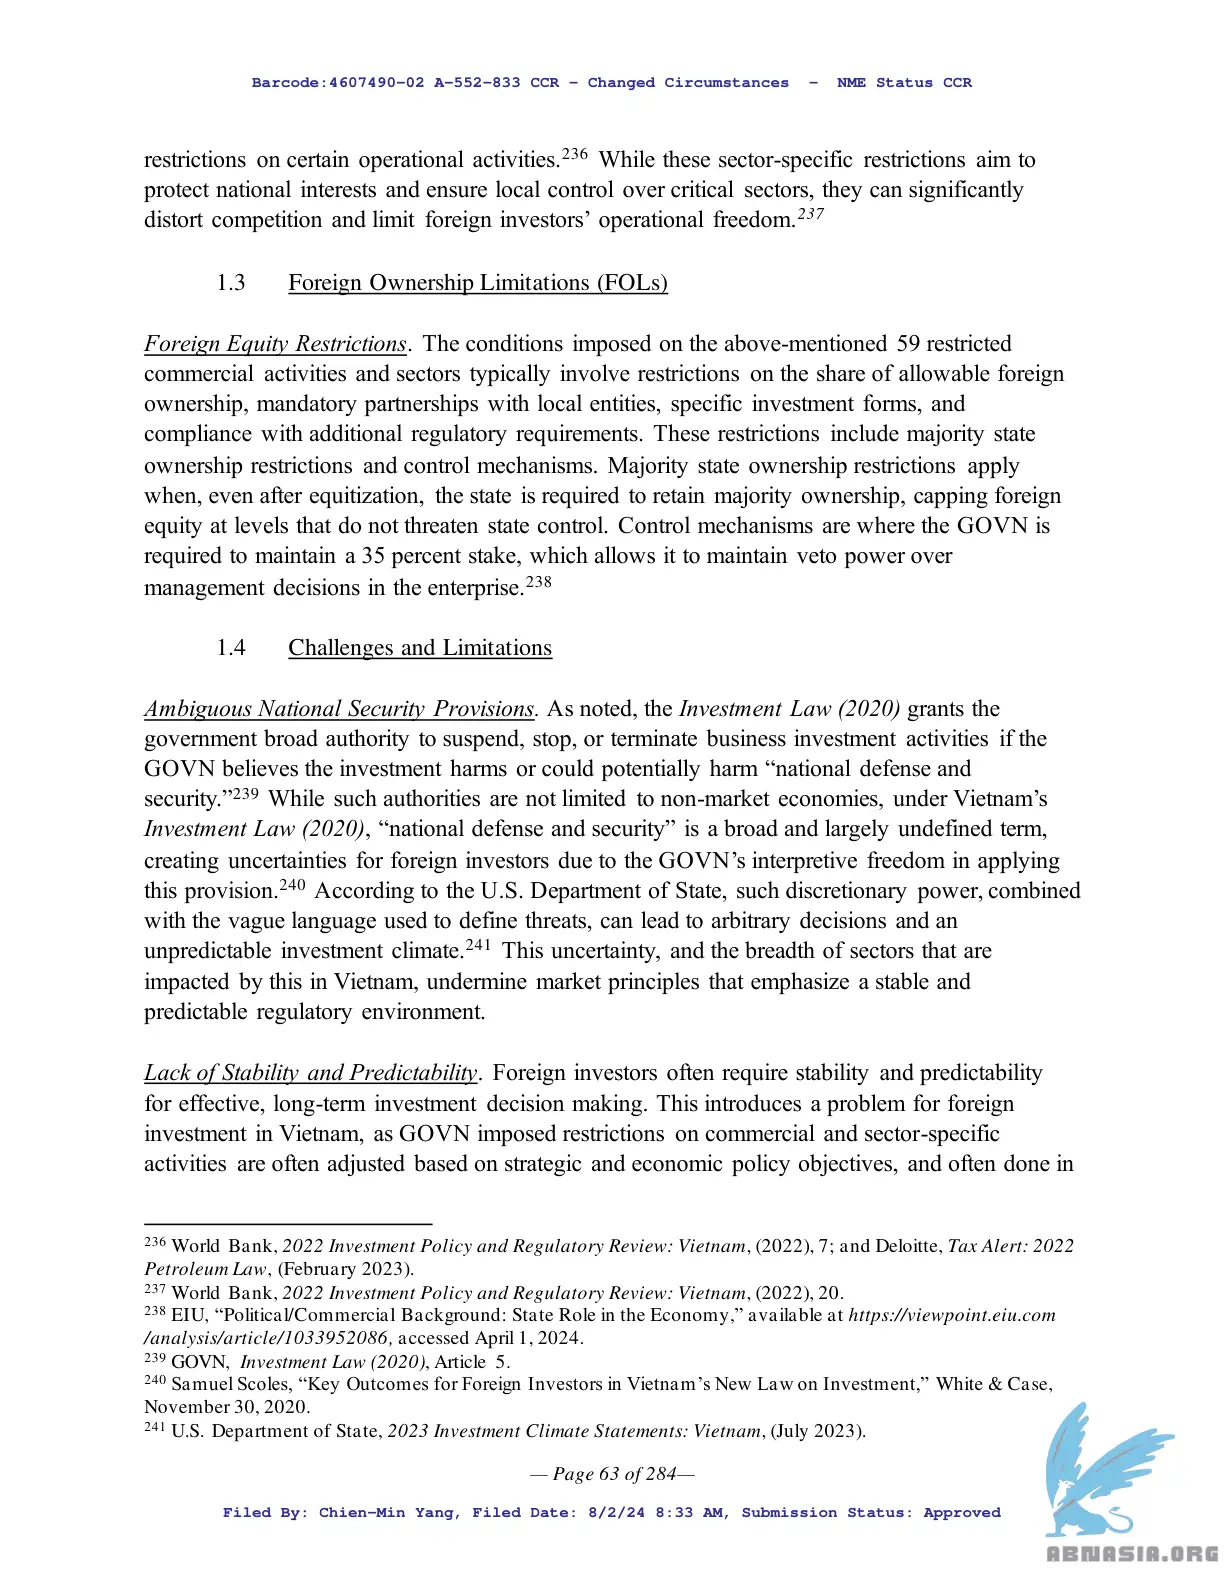 Barcode:4607490-02 A-552-833 CCR - Changed Circumstances - NME Status CCR
restrictions on certain operational activities.236 While these sector-specific restrictions aim to
protect national interests and ensure local control over critical sectors, they can significantly
distort competition and limit foreign investors’ operational freedom.237
1.3 Foreign Ownership Limitations (FOLs)
Foreign Equity Restrictions. The conditions imposed on the above-mentioned 59 restricted
commercial activities and sectors typically involve restrictions on the share of allowable foreign
ownership, mandatory partnerships with local entities, specific investment forms, and
compliance with additional regulatory requirements. These restrictions include majority state
ownership restrictions and control mechanisms. Majority state ownership restrictions apply
when, even after equitization, the state is required to retain majority ownership, capping foreign
equity at levels that do not threaten state control. Control mechanisms are where the GOVN is
required to maintain a 35 percent stake, which allows it to maintain veto power over
management decisions in the enterprise.238
1.4 Challenges and Limitations
Ambiguous National Security Provisions. As noted, the Investment Law (2020) grants the
government broad authority to suspend, stop, or terminate business investment activities if the
GOVN believes the investment harms or could potentially harm “national defense and
security.”239 While such authorities are not limited to non-market economies, under Vietnam’s
Investment Law (2020), “national defense and security” is a broad and largely undefined term,
creating uncertainties for foreign investors due to the GOVN’s interpretive freedom in applying
this provision.240 According to the U.S. Department of State, such discretionary power, combined
with the vague language used to define threats, can lead to arbitrary decisions and an
unpredictable investment climate.241 This uncertainty, and the breadth of sectors that are
impacted by this in Vietnam, undermine market principles that emphasize a stable and
predictable regulatory environment.
Lack of Stability and Predictability. Foreign investors often require stability and predictability
for effective, long-term investment decision making. This introduces a problem for foreign
investment in Vietnam, as GOVN imposed restrictions on commercial and sector-specific
activities are often adjusted based on strategic and economic policy objectives, and often done in
236 World Bank, 2022 Investment Policy and Regulatory Review: Vietnam, (2022), 7; and Deloitte, Tax Alert: 2022
Petroleum Law, (February 2023).
237 World Bank, 2022 Investment Policy and Regulatory Review: Vietnam, (2022), 20.
238 EIU, “Political/Commercial Background: State Role in the Economy,” available at https://viewpoint.eiu.com
/analysis/article/1033952086, accessed April 1, 2024.
239 GOVN, Investment Law (2020), Article 5.
240 Samuel Scoles, “Key Outcomes for Foreign Investors in Vietnam’s New Law on Investment,” White & Case,
November 30, 2020.
241 U.S. Department of State, 2023 Investment Climate Statements: Vietnam, (July 2023).
— Page 63 of 284—
Filed By: Chien-Min Yang, Filed Date: 8/2/24 8:33 AM, Submission Status: Approved
ABNASIA.ORG